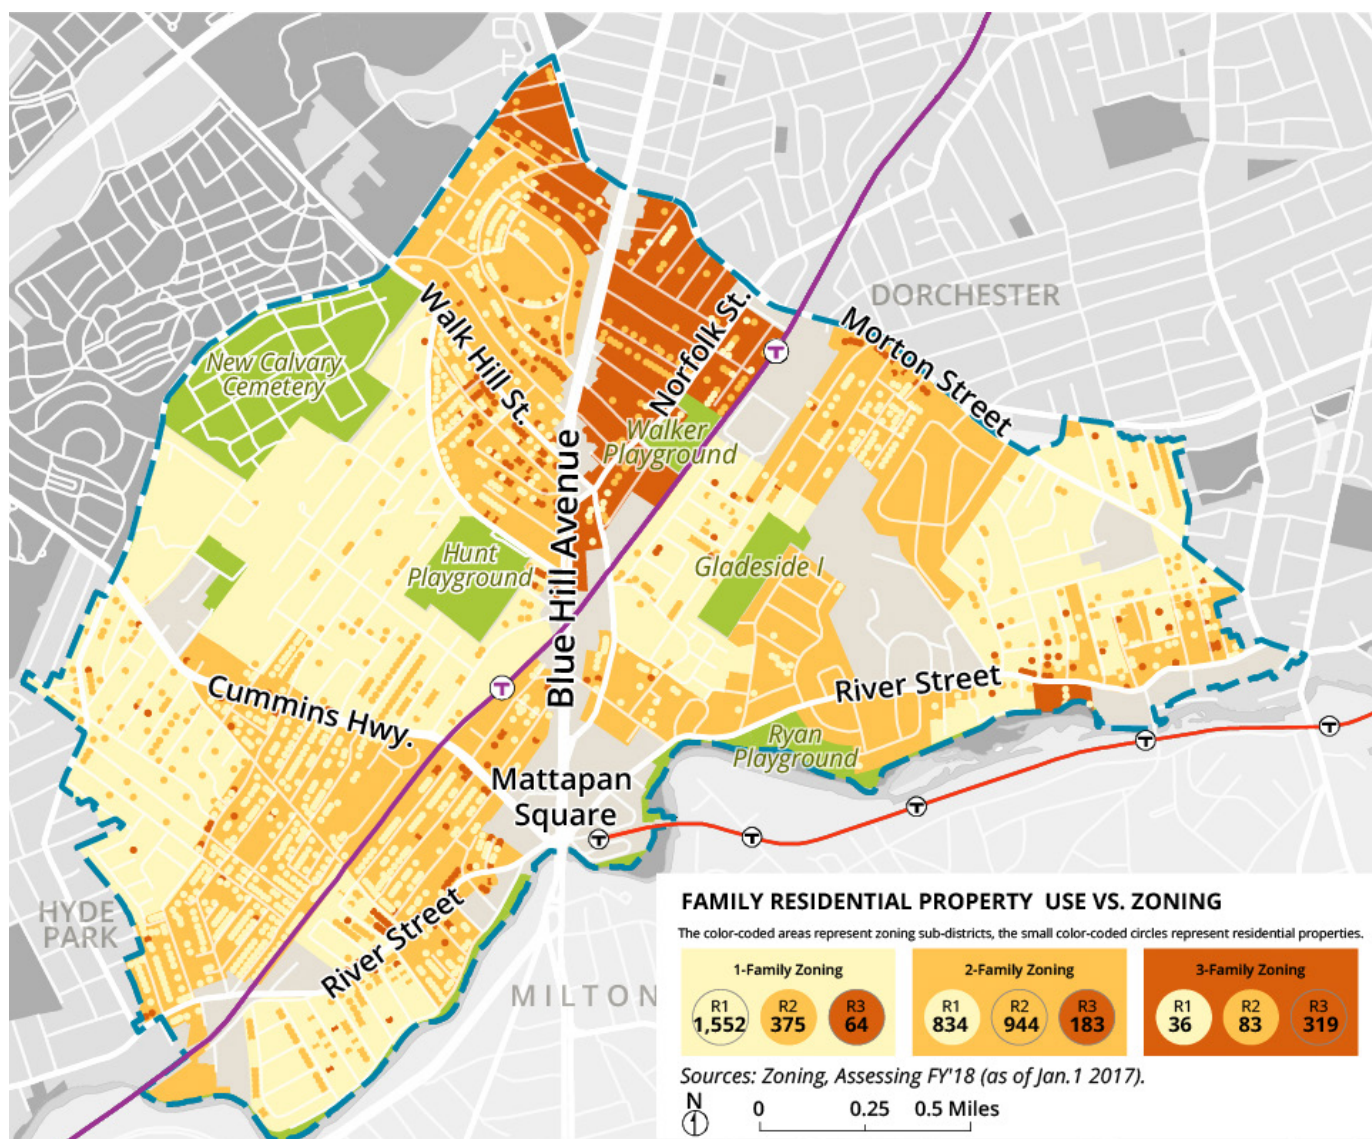 DORCHESTER
Morton Street
Walk Hill St.
Norfolk St.
New Calvary
Cemetery
Walker
Playground
Blue Hill Avenue
Hunt
Playground
Gladeside I
T
River Street
T
Cummins Hwy.
Ryan
Playground
T
T
Mattapan
Square
T
T
T
HYDE
PARK
River Street
MILTON
FAMILY RESIDENTIAL PROPERTY USE VS. ZONING
The color-coded areas represent zoning sub-districts, the small color-coded circles represent residential properties.
1-Family Zoning
R1
1,552
R2
375
R3
64
2-Family Zoning
R1
834
R2
944
R3
183
3-Family Zoning
R1
36
R2
83
R3
319
Sources: Zoning, Assessing FY'18 (as of Jan.1 2017).
N
0 0.25 0.5 Miles